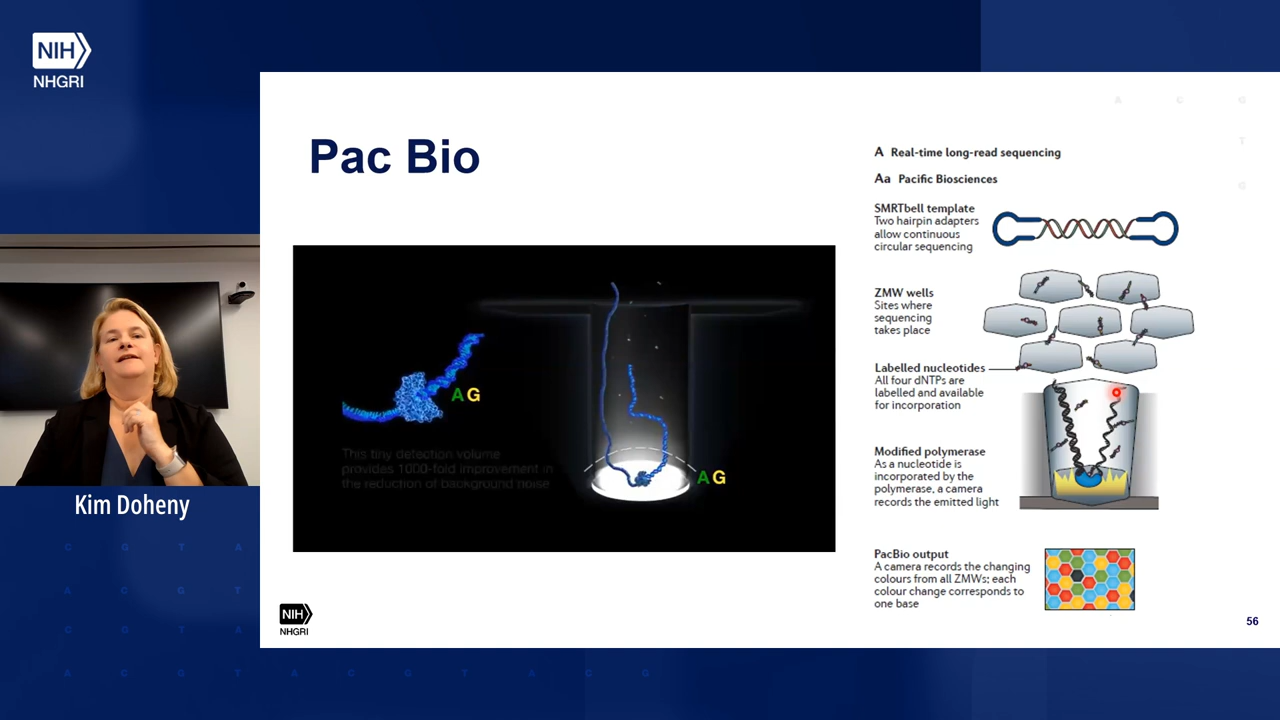 NIH
NHGRI
Kim Doheny
Pac Bio
AG
This tiny detection volume
provides 1000-fold improvement in
the reduction of background noise
AG
A Real-time long-read sequencing
Aa Pacific Biosciences
SMRTbell template
Two hairpin adapters
allow continuous
circular sequencing
ZMW wells
Sites where
sequencing
takes place
Labelled nucleotides
All four dNTPs are
labelled and available
for incorporation
Modified polymerase
As a nucleotide is
incorporated by the
polymerase, a camera
records the emitted light
PacBio output
A camera records the changing
colours from all ZMWs; each
colour change corresponds to
one base
NIH
NHGRI
56
A C G
T
G
C G T A
A C G T
C G T A
A C G T A C G T A C G